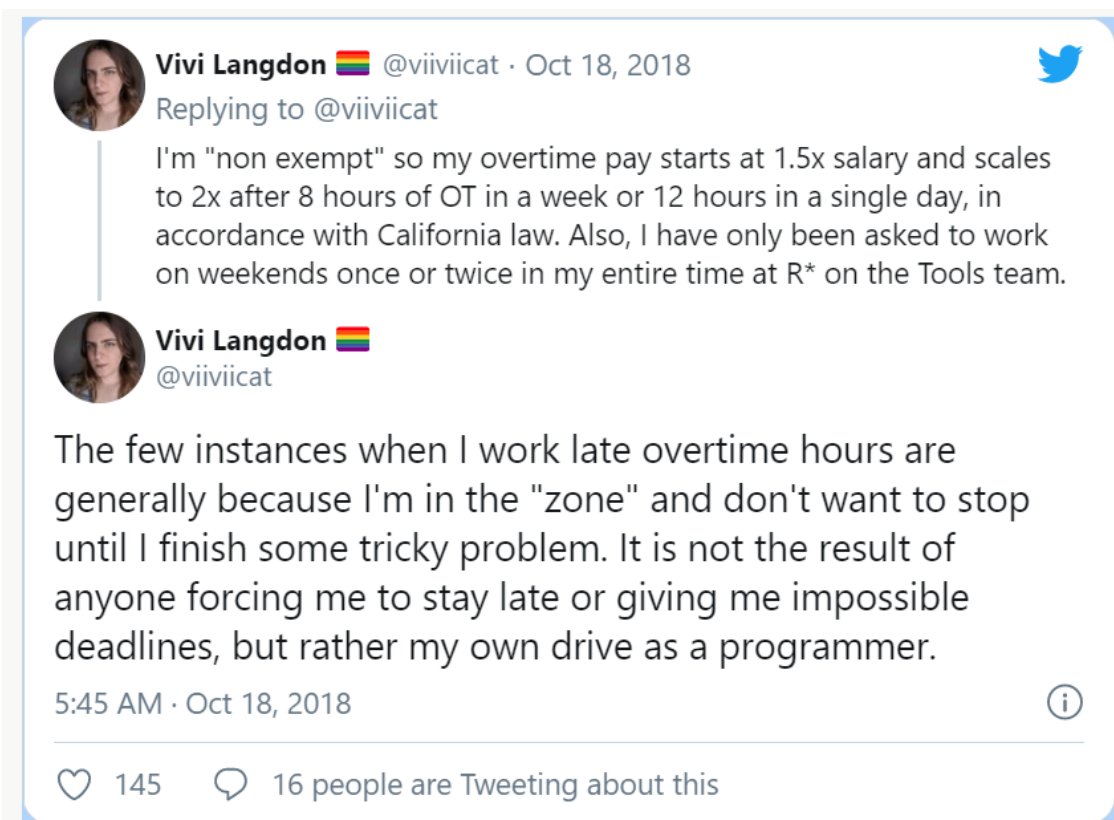 Vivi Langdon @viiviicat · Oct 18, 2018
Replying to @viiviicat
I'm "non exempt" so my overtime pay starts at 1.5x salary and scales
to 2x after 8 hours of OT in a week or 12 hours in a single day, in
accordance with California law. Also, I have only been asked to work
on weekends once or twice in my entire time at R* on the Tools team.
Vivi Langdon
@viiviicat
The few instances when I work late overtime hours are
generally because I'm in the "zone" and don't want to stop
until I finish some tricky problem. It is not the result of
anyone forcing me to stay late or giving me impossible
deadlines, but rather my own drive as a programmer.
5:45 AM · Oct 18, 2018
145 16 people are Tweeting about this